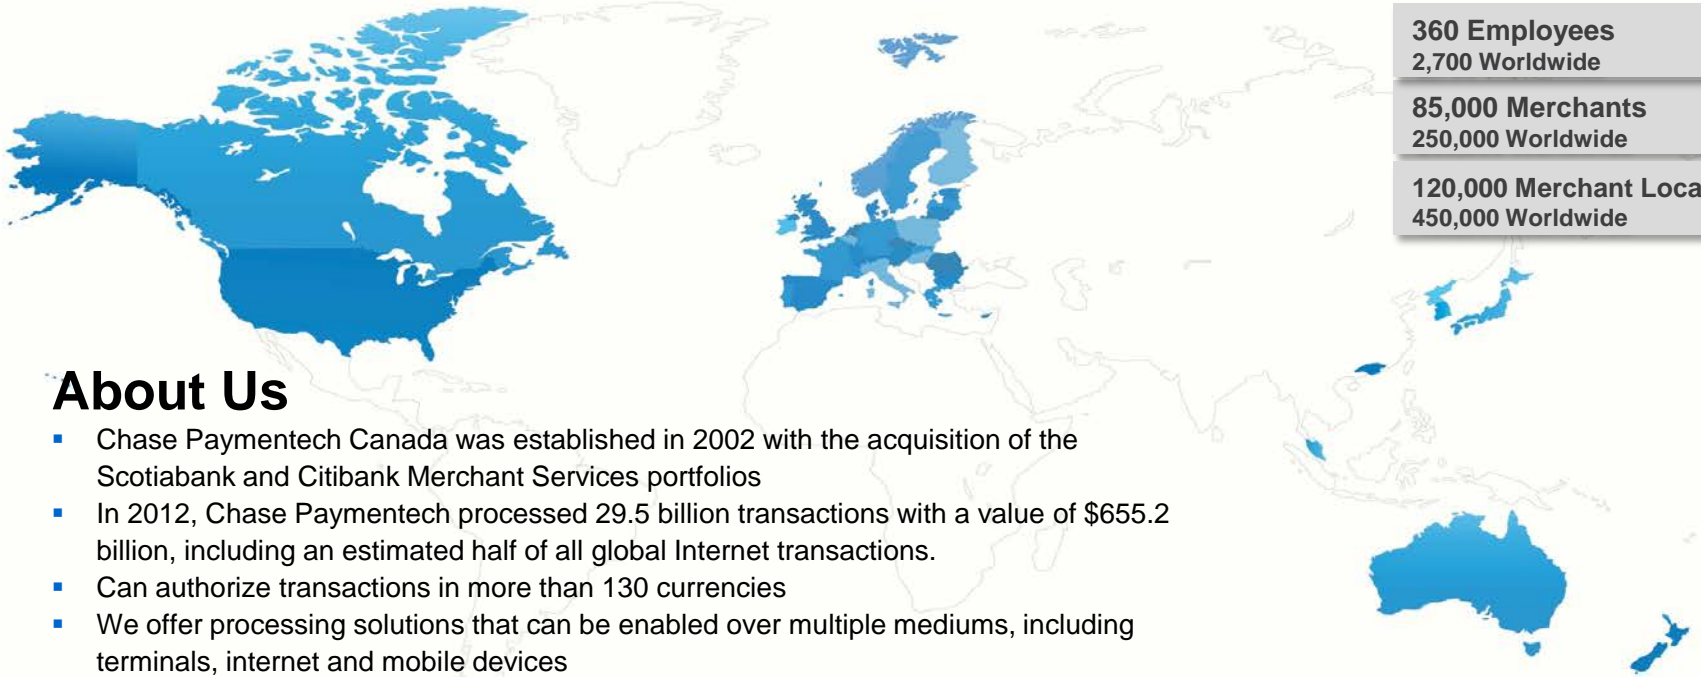 360 Employees
2,700 Worldwide
85,000 Merchants
250,000 Worldwide
120,000 Merchant Loca
450,000 Worldwide
About Us
▪ Chase Paymentech Canada was established in 2002 with the acquisition of the
Scotiabank and Citibank Merchant Services portfolios
▪ In 2012, Chase Paymentech processed 29.5 billion transactions with a value of $655.2
billion, including an estimated half of all global Internet transactions.
▪ Can authorize transactions in more than 130 currencies
▪ We offer processing solutions that can be enabled over multiple mediums, including
terminals, internet and mobile devices